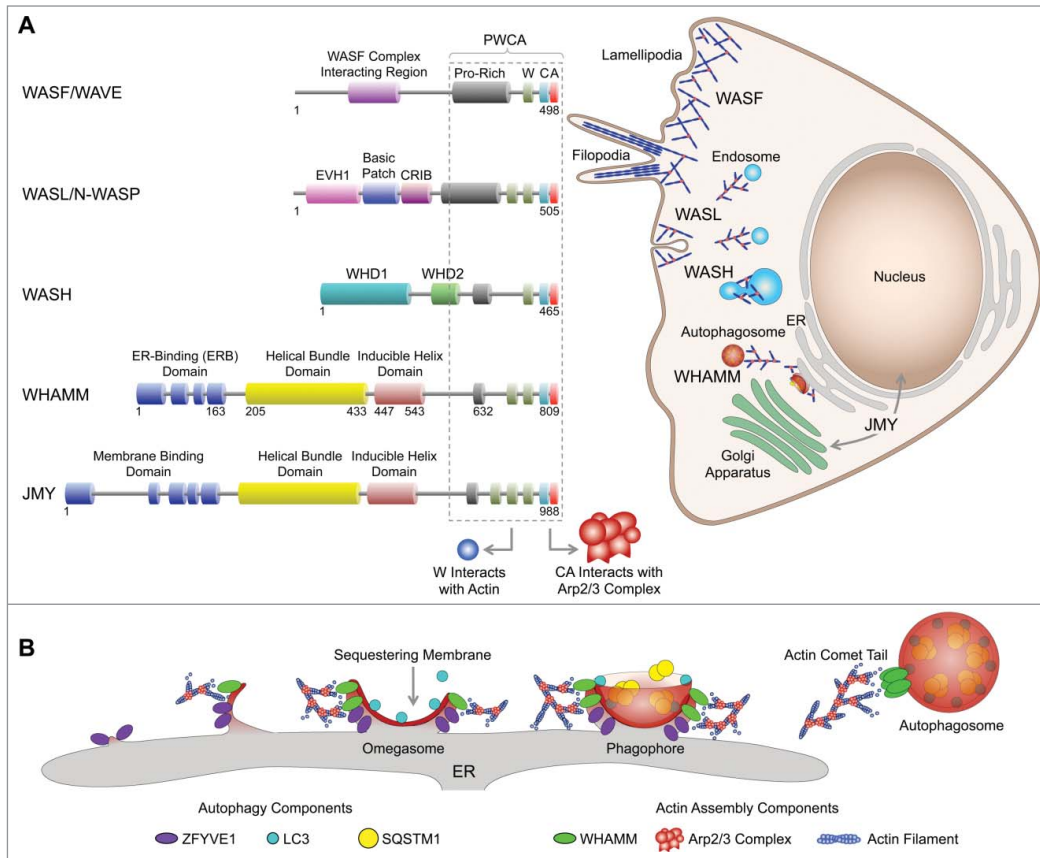 A
PWCA
WASF Complex
Interacting Region
Pro-Rich
W
CA
WASF/WAVE
1
498
EVH1
Basic
Patch
CRIB
WASL/N-WASP
1
505
WHD1
WHD2
WASH
1
465
ER-Binding (ERB)
Domain
Helical Bundle
Domain
Inducible Helix
Domain
WHAMM
1
163
205
433
447
543
632
809
Membrane Binding
Domain
Helical Bundle
Domain
Inducible Helix
Domain
JMY
1
988
W Interacts
with Actin
CA Interacts with
Arp2/3 Complex
Lamellipodia
WASF
Filopodia
Endosome
WASL
WASH
Nucleus
Autophagosome
ER
WHAMM
JMY
Golgi
Apparatus
B
Sequestering Membrane
Actin Comet Tail
Autophagosome
Omegasome
Phagophore
ER
Autophagy Components
Actin Assembly Components
ZFYVE1
LC3
SQSTM1
WHAMM
Arp2/3 Complex
Actin Filament